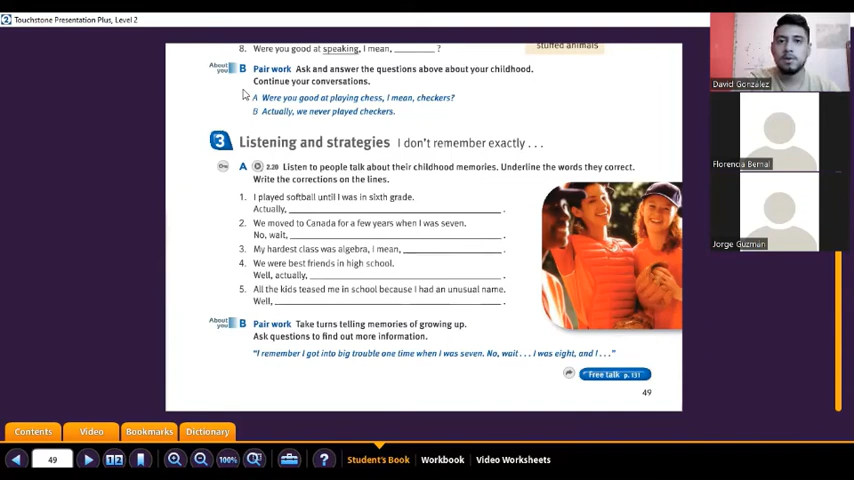 Touchstone Presentation Plus, Level 2
8. Were you good at speaking, I mean, ________ ?
stuffed animals
About you B Pair work Ask and answer the questions above about your childhood.
Continue your conversations.
A Were you good at playing chess, I mean, checkers?
B Actually, we never played checkers.
3 Listening and strategies I don't remember exactly . . .
A 2.20 Listen to people talk about their childhood memories. Underline the words they correct.
Write the corrections on the lines.
1. I played softball until I was in sixth grade.
Actually, ________ .
2. We moved to Canada for a few years when I was seven.
No, wait, ________ .
3. My hardest class was algebra, I mean, ________ .
4. We were best friends in high school.
Well, actually, ________ .
5. All the kids teased me in school because I had an unusual name.
Well, ________ .
About you B Pair work Take turns telling memories of growing up.
Ask questions to find out more information.
"I remember I got into big trouble one time when I was seven. No, wait . . . I was eight, and I . . ."
Free talk p. 131
49
David González
Florencia Bernal
Jorge Guzmán
Contents Video Bookmarks Dictionary
49 1 2 100% ? Student's Book Workbook Video Worksheets